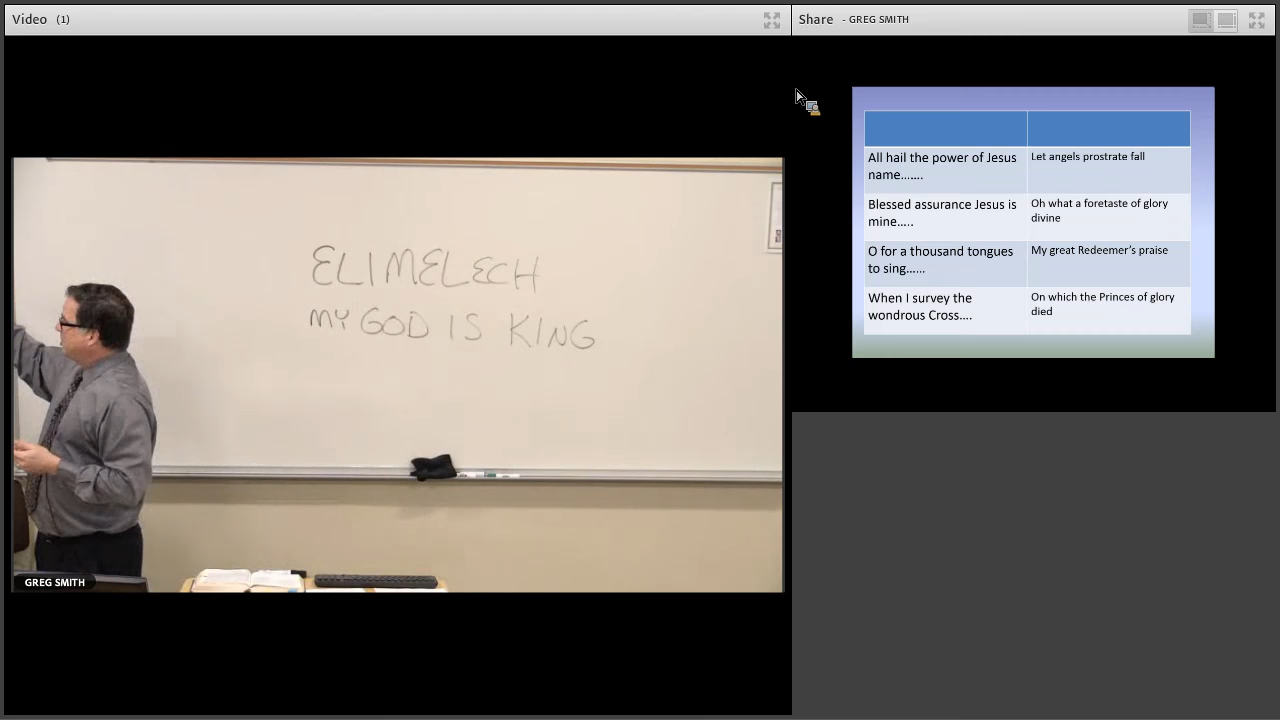 Video (1)
Share - GREG SMITH
ELIMELECH
MY GOD IS KING
GREG SMITH
All hail the power of Jesus
name.......
Let angels prostrate fall
Blessed assurance Jesus is
mine.....
Oh what a foretaste of glory
divine
O for a thousand tongues
to sing......
My great Redeemer's praise
When I survey the
wondrous Cross....
On which the Princes of glory
died